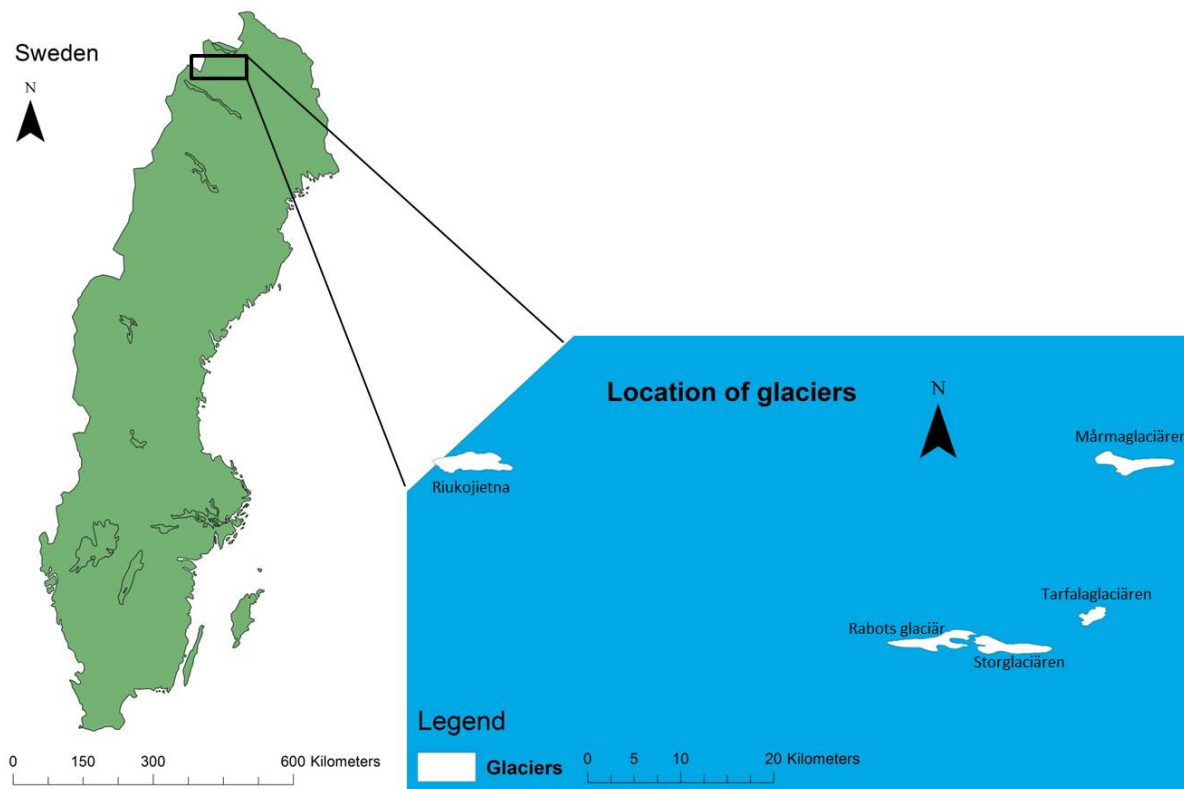 Sweden
N
0 150 300 600 Kilometers
Location of glaciers
N
Mårmaglaciären
Riukojietna
Tarfalaglaciären
Rabots glaciär
Storglaciären
Legend
Glaciers
0 5 10 20 Kilometers